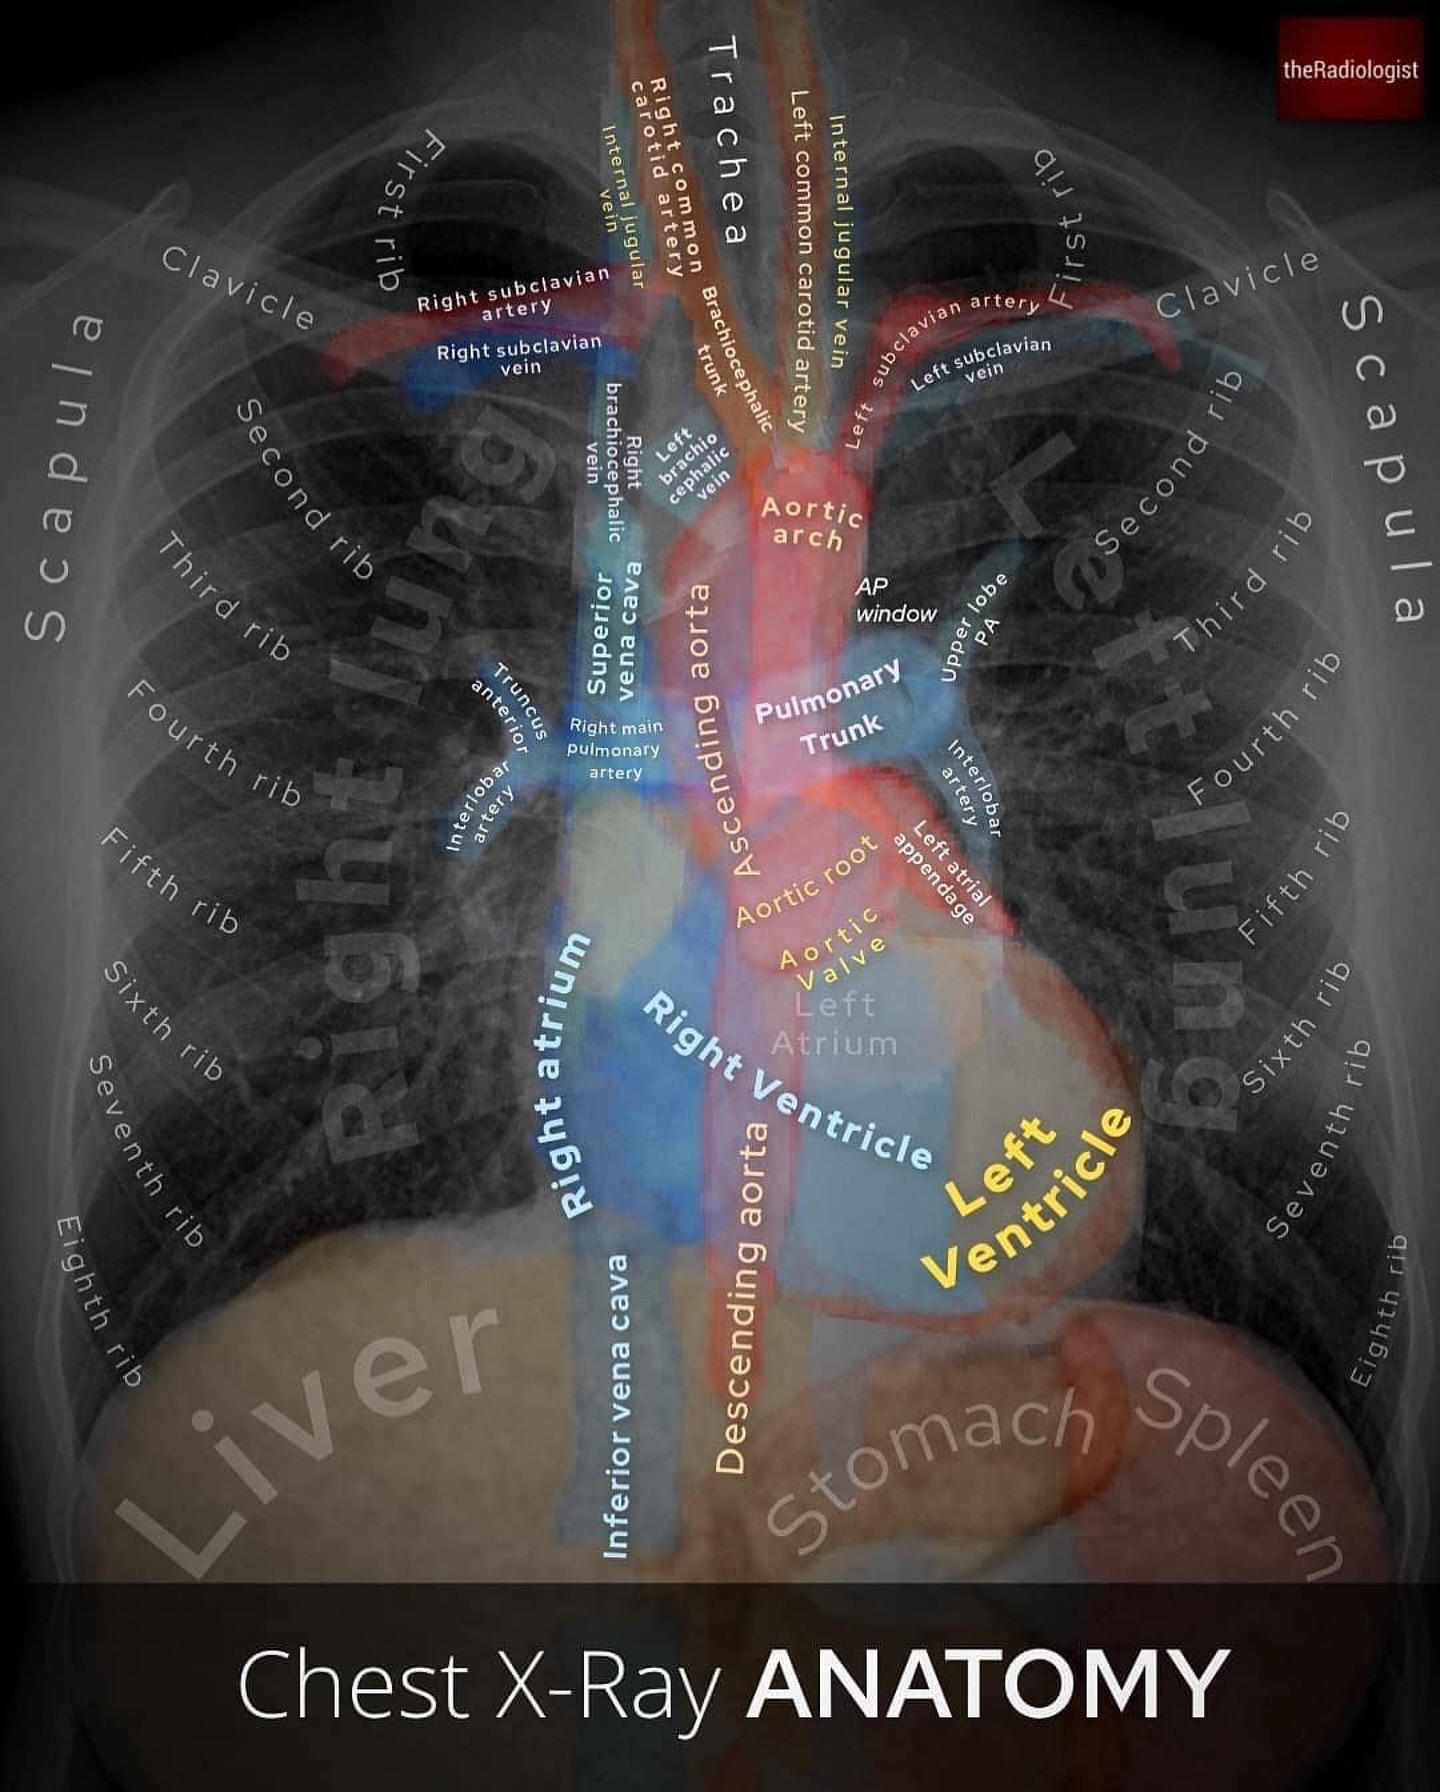 theRadiologist
Trachea
Right common
carotid artery
Internal jugular
vein
Left common carotid artery
Internal jugular vein
First rib
First rib
Clavicle
Clavicle
Scapula
Scapula
Right subclavian
artery
Right subclavian
vein
Brachiocephalic
trunk
Left subclavian artery
Left subclavian
vein
Right
brachiocephalic
vein
Left
brachio
cephalic
vein
Second rib
Second rib
Right lung
Left lung
Aortic
arch
Third rib
Third rib
AP
window
Superior
vena cava
Ascending aorta
Upper lobe
PA
Truncus
anterior
Right main
pulmonary
artery
Pulmonary
Trunk
Fourth rib
Fourth rib
Interlobar
artery
Interlobar
artery
Fifth rib
Fifth rib
Aortic root
Left atrial
appendage
Aortic
Valve
Left
Atrium
Right atrium
Right Ventricle
Sixth rib
Sixth rib
Left
Ventricle
Seventh rib
Seventh rib
Descending aorta
Inferior vena cava
Eighth rib
Eighth rib
Liver
Stomach
Spleen
Chest X-Ray ANATOMY